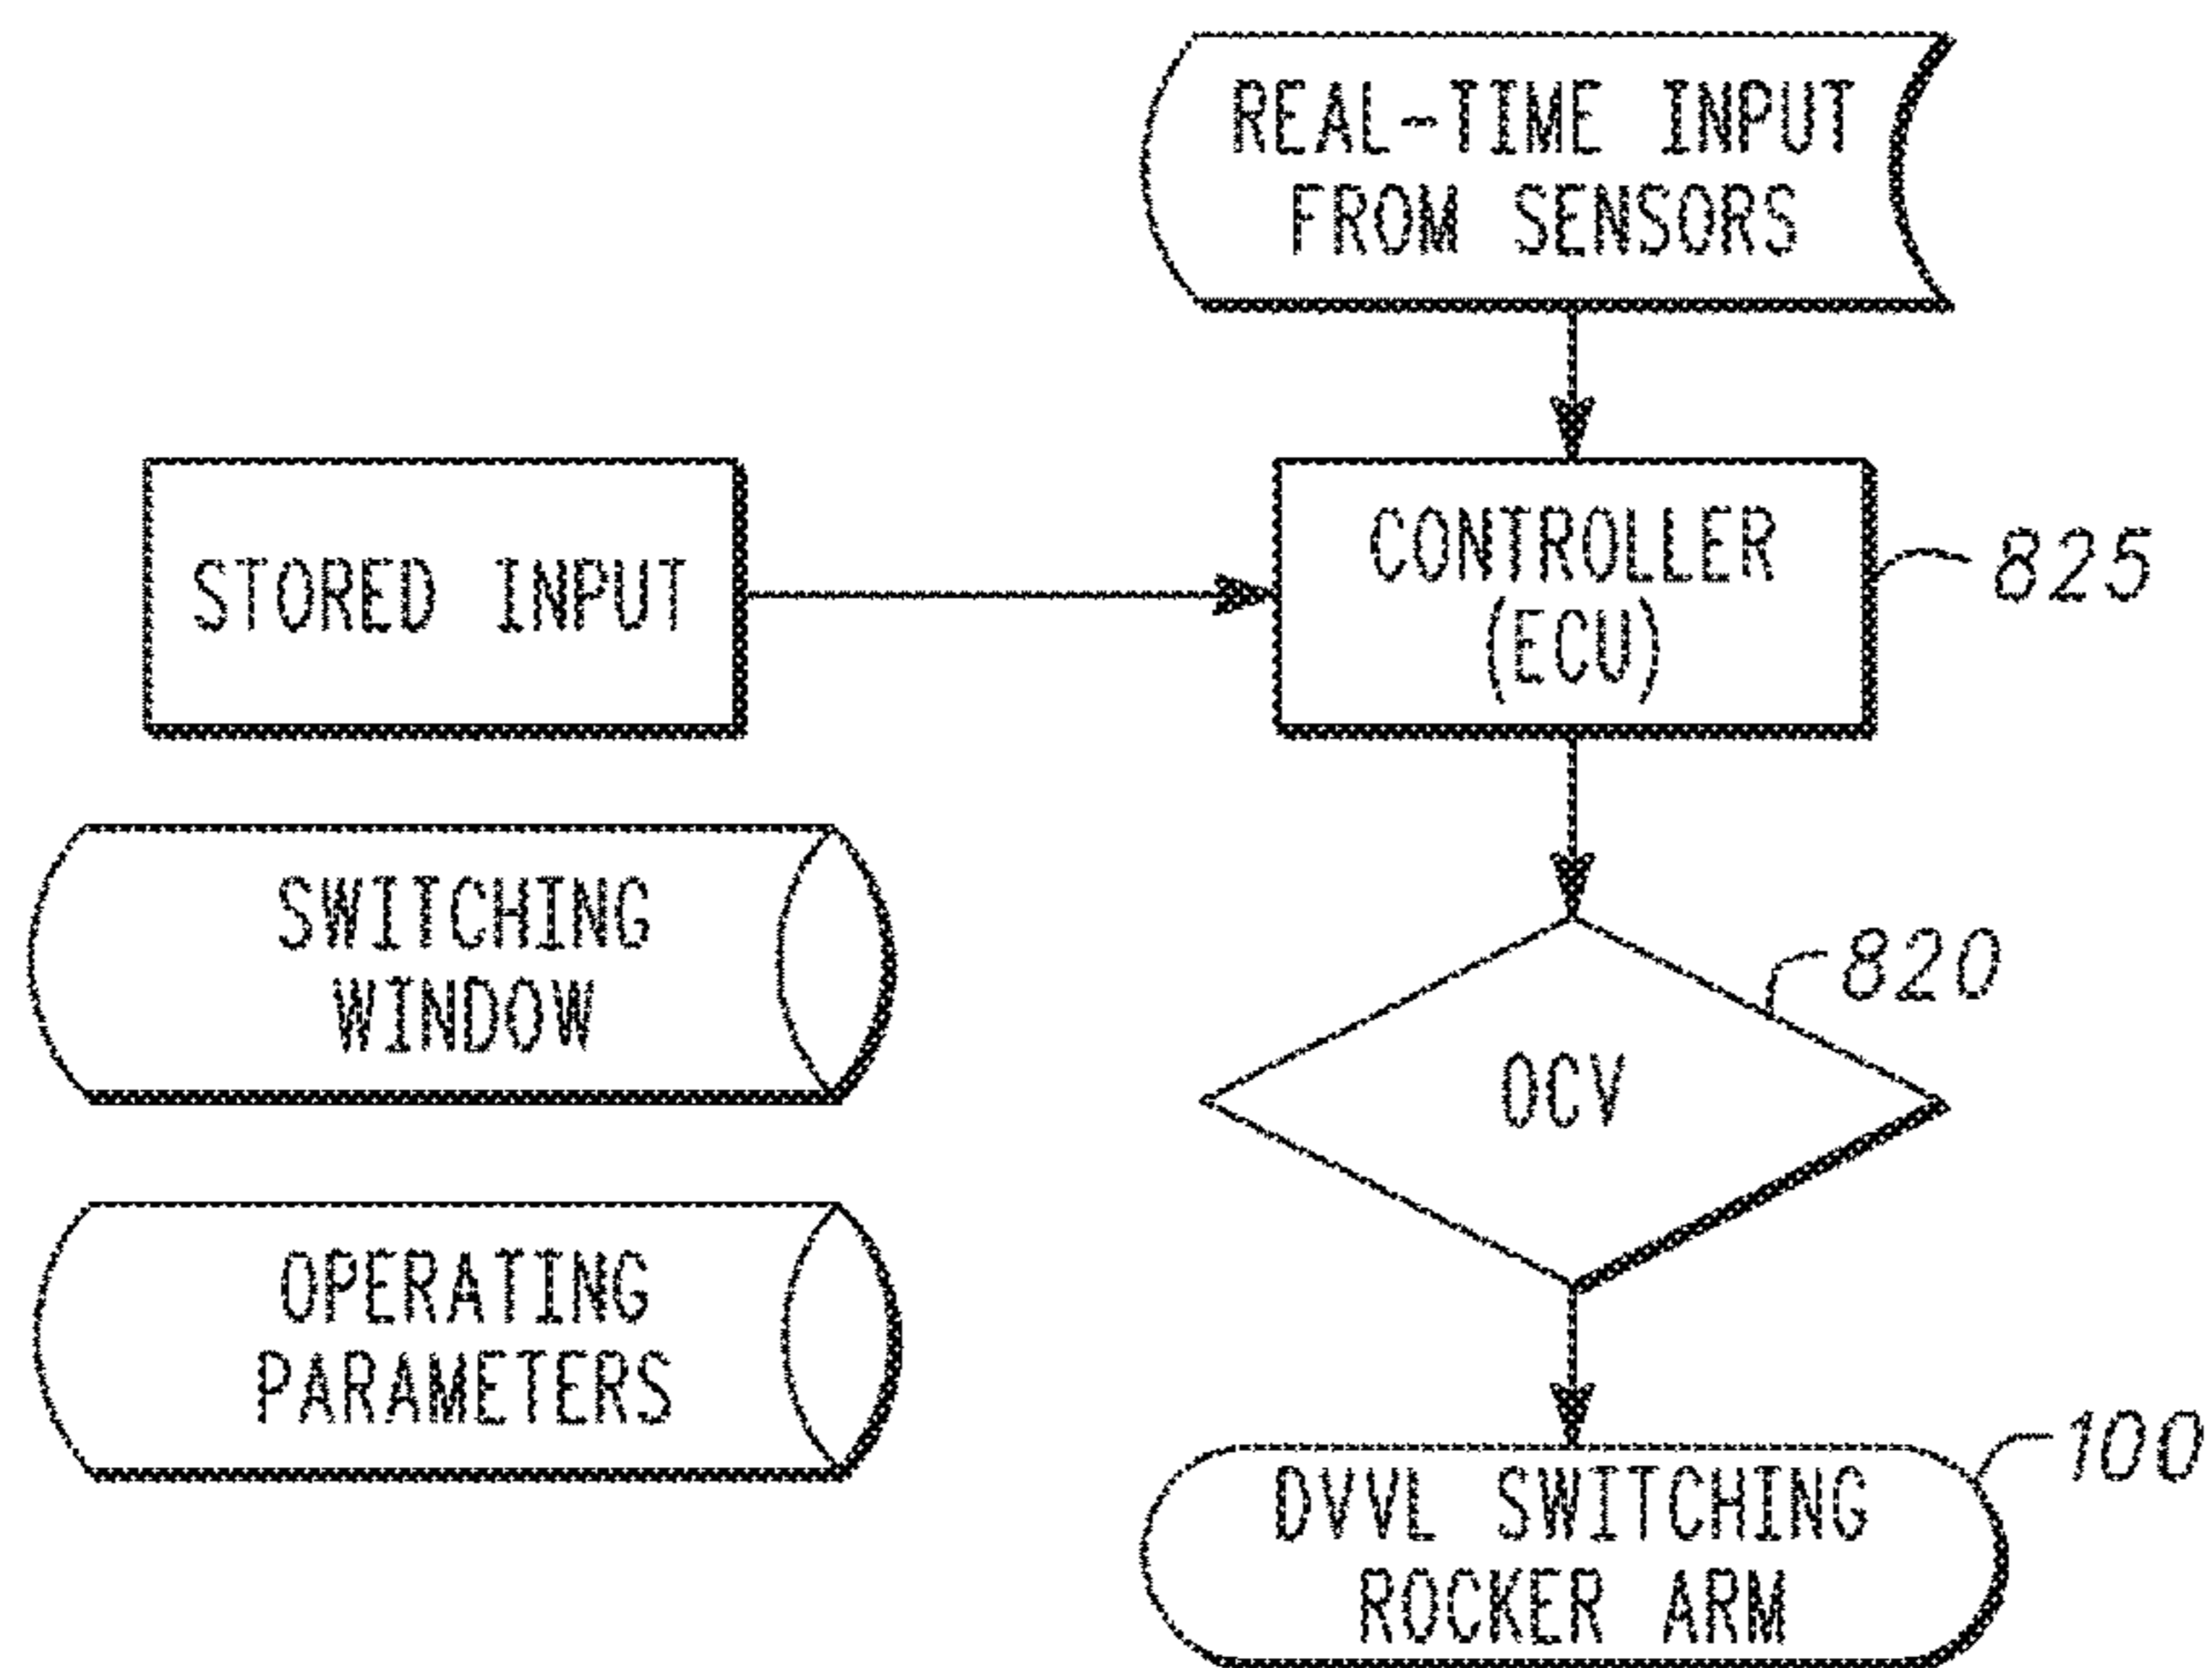 REAL-TIME INPUT
FROM SENSORS
STORED INPUT
CONTROLLER
(ECU)
825
SWITCHING
WINDOW
820
OCV
OPERATING
PARAMETERS
100
DVVL SWITCHING
ROCKER ARM